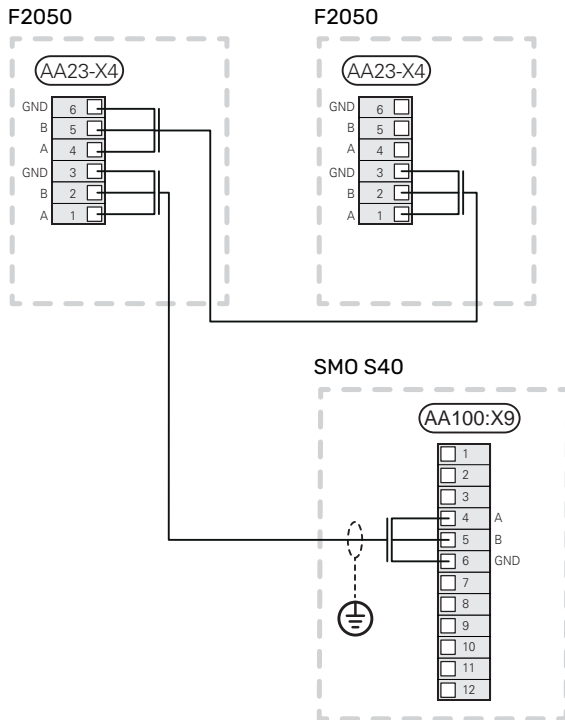 F2050
AA23-X4
GND 6
B 5
A 4
GND 3
B 2
A 1
F2050
AA23-X4
GND 6
B 5
A 4
GND 3
B 2
A 1
SMO S40
AA100:X9
1
2
3
4 A
5 B
6 GND
7
8
9
10
11
12